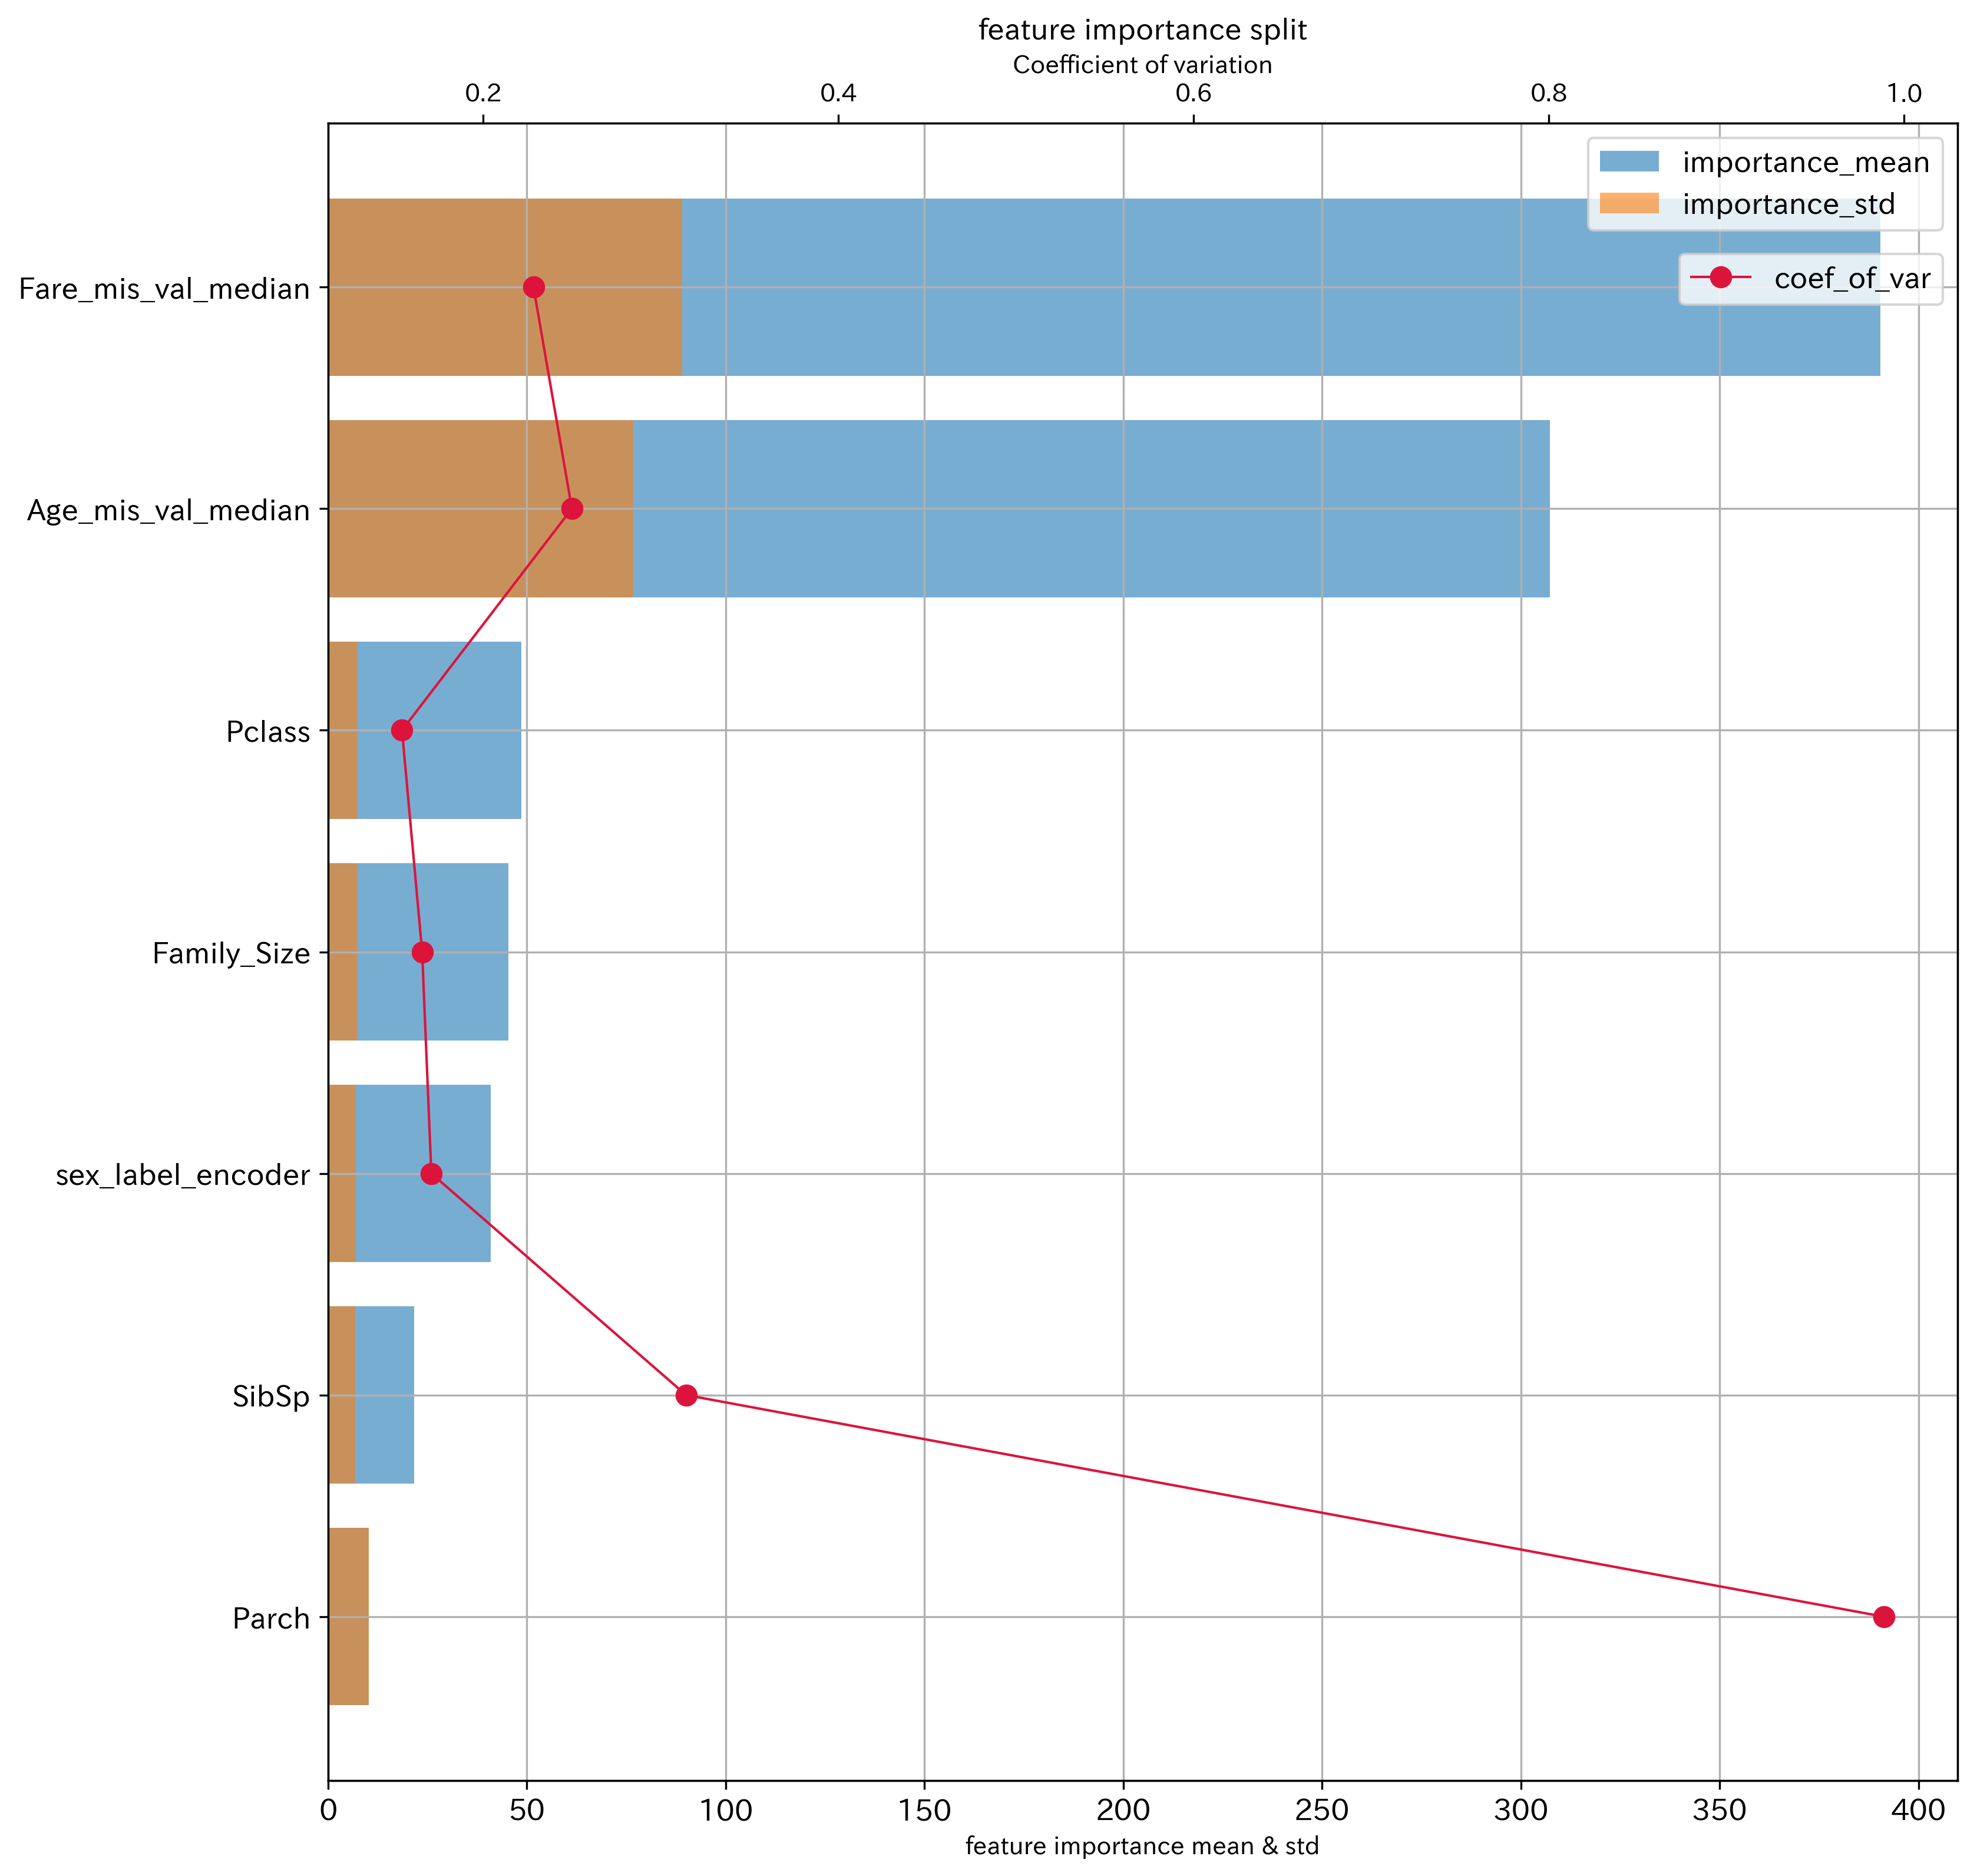 feature importance split
Coefficient of variation
0.2 0.4 0.6 0.8 1.0
importance_mean
importance_std
coef_of_var
Fare_mis_val_median
Age_mis_val_median
Pclass
Family_Size
sex_label_encoder
SibSp
Parch
0 50 100 150 200 250 300 350 400
feature importance mean & std